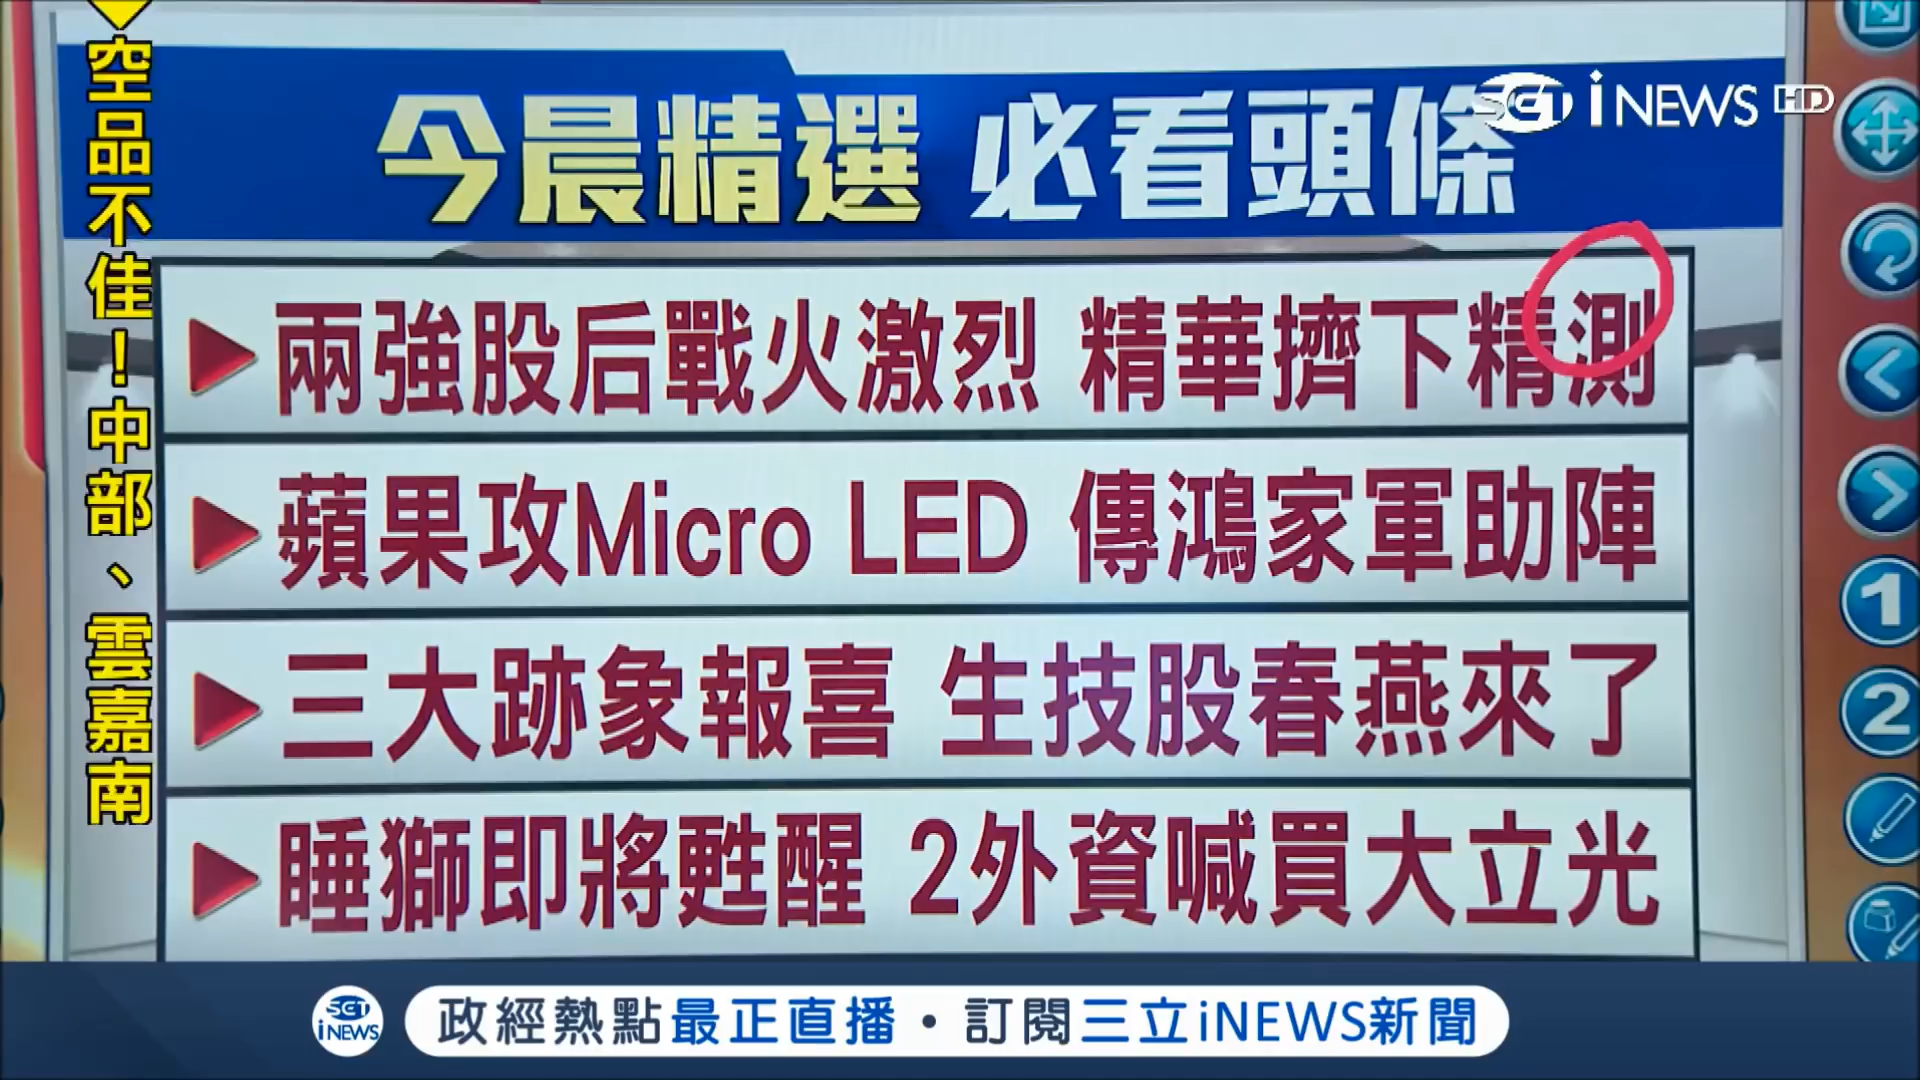 空品不佳！中部、雲嘉南
SET iNEWS HD
今晨精選 必看頭條
兩強股后戰火激烈 精華擠下精測
蘋果攻Micro LED 傳鴻家軍助陣
三大跡象報喜 生技股春燕來了
睡獅即將甦醒 2外資喊買大立光
1
2
SET iNEWS
政經熱點最正直播・訂閱三立iNEWS新聞